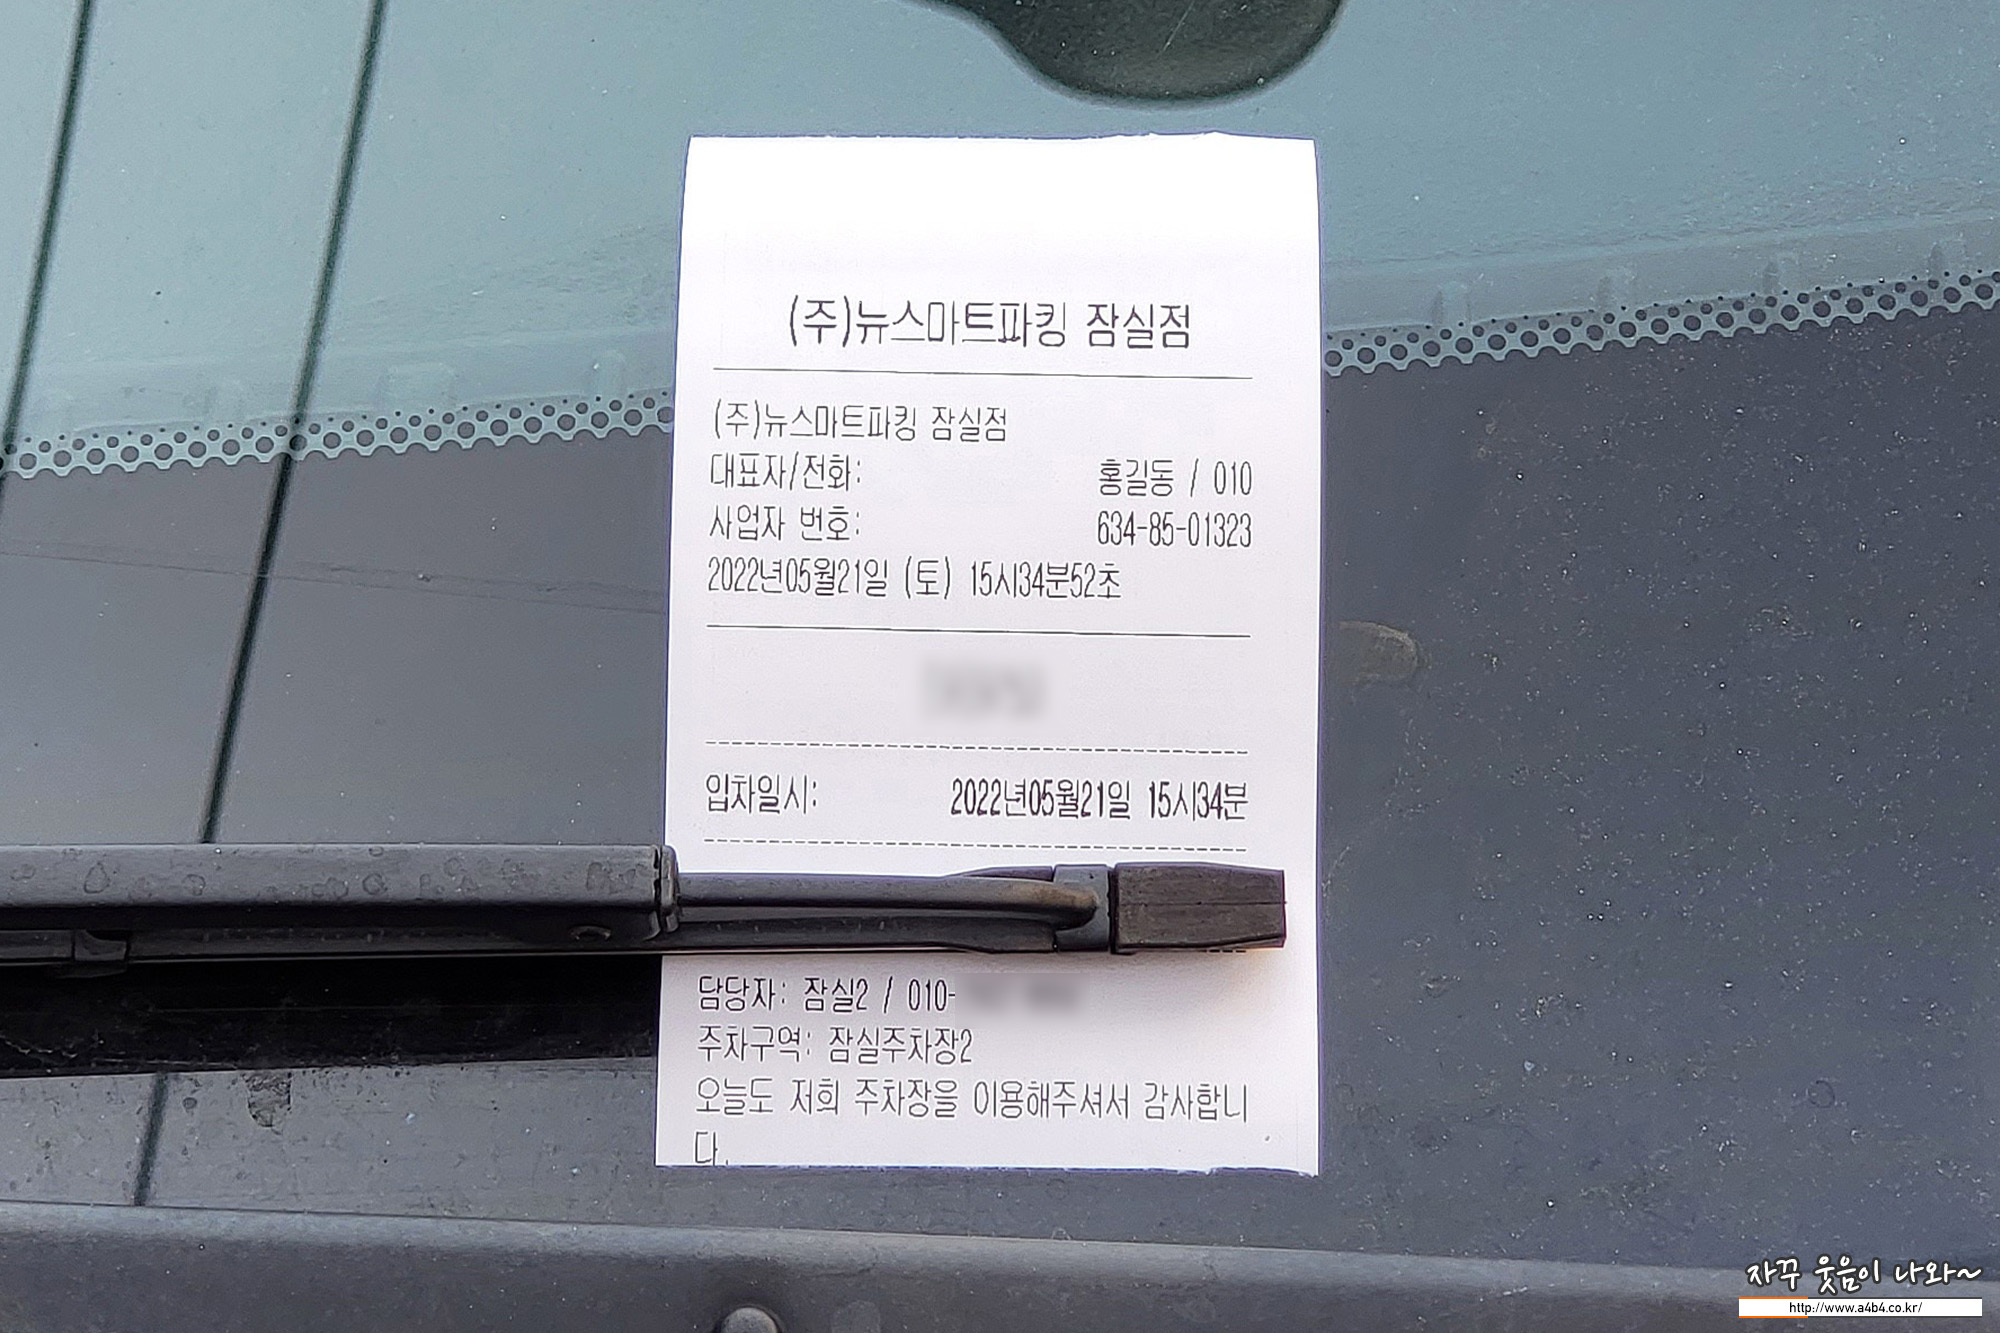 (주)뉴스마트파킹 잠실점
(주)뉴스마트파킹 잠실점
대표자/전화: 홍길동 / 010
사업자 번호: 634-85-01323
2022년05월21일 (토) 15시34분52초
입차일시: 2022년05월21일 15시34분
담당자: 잠실2 / 010-
주차구역: 잠실주차장2
오늘도 저희 주차장을 이용해주셔서 감사합니
다.
자꾸 웃음이 나와~
http://www.a4b4.co.kr/